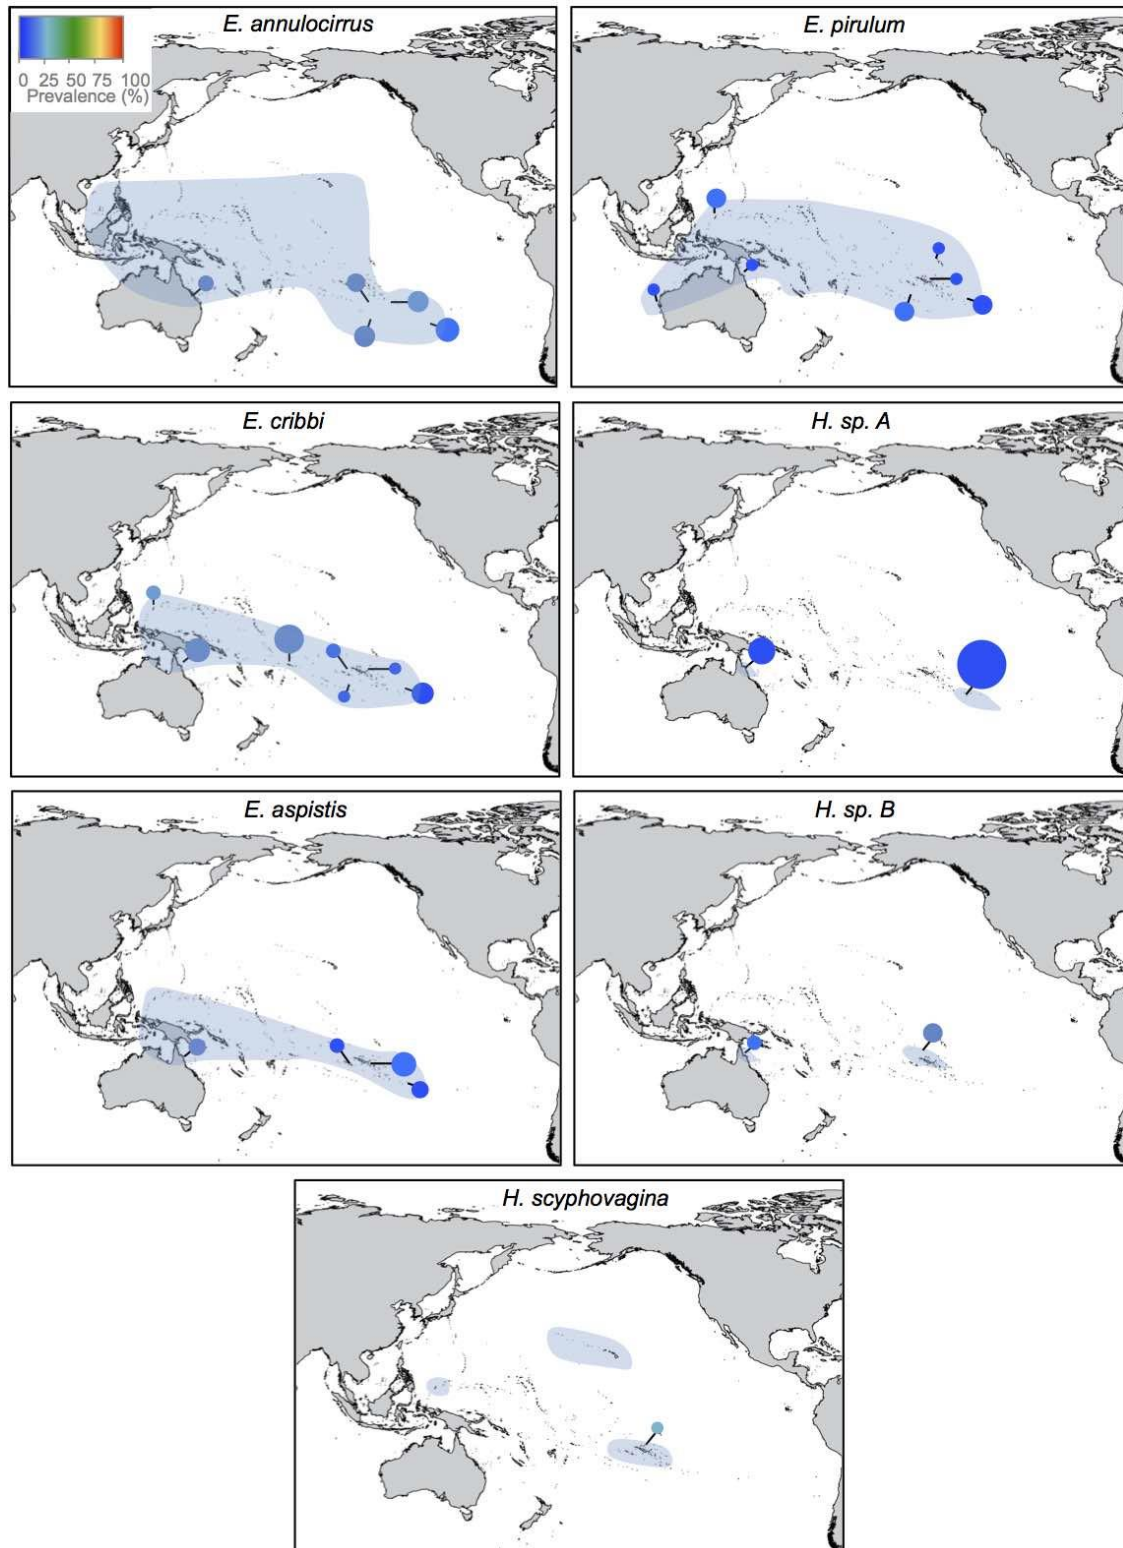 E. annulocirrus
0 25 50 75 100
Prevalence (%)
E. pirulum
E. cribbi
H. sp. A
E. aspistis
H. sp. B
H. scyphovagina